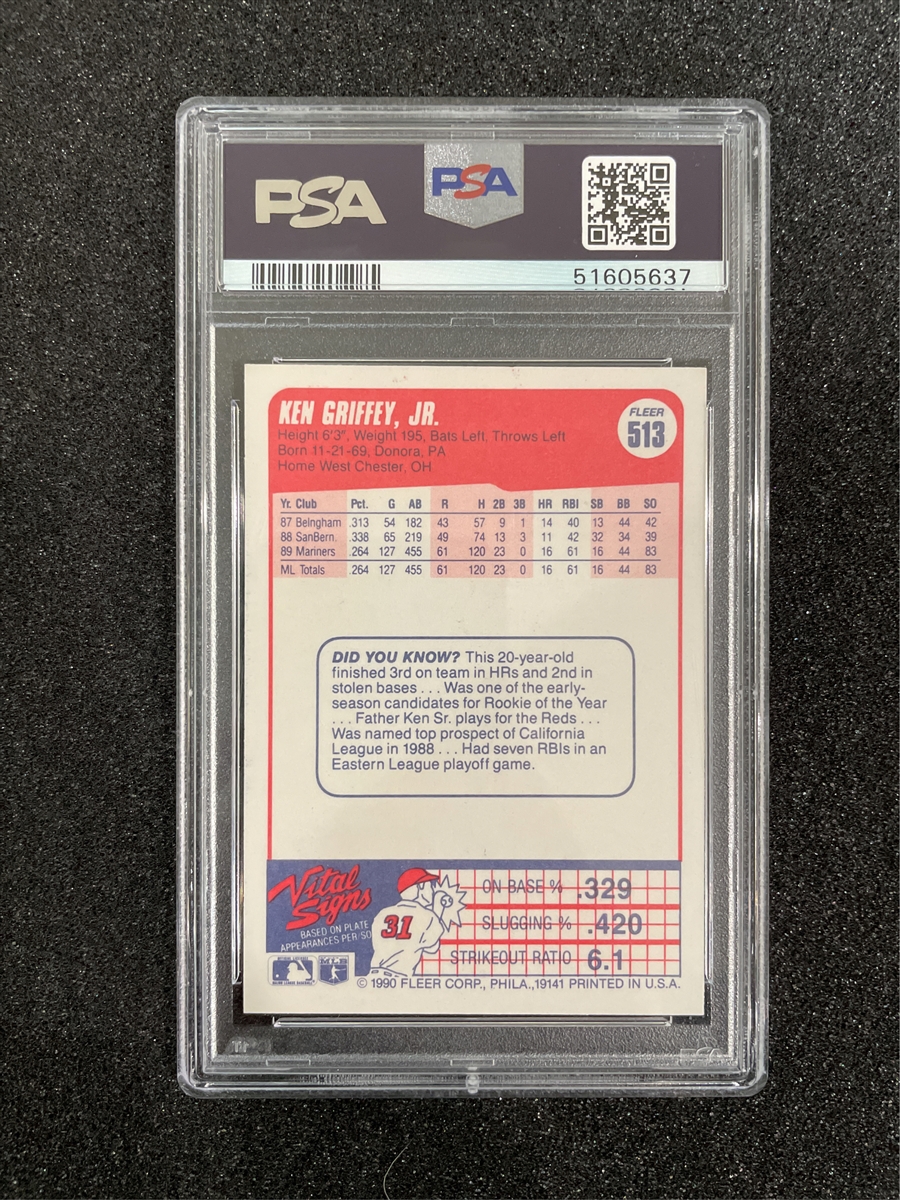 PSA PSA
51605637
KEN GRIFFEY, JR.
FLEER
513
Height 6'3", Weight 195, Bats Left, Throws Left
Born 11-21-69, Donora, PA
Home West Chester, OH
Yr. Club Pct. G AB R H 2B 3B HR RBI SB BB SO
87 Belngham .313 54 182 43 57 9 1 14 40 13 44 42
88 SanBern. .338 65 219 49 74 13 3 11 42 32 34 39
89 Mariners .264 127 455 61 120 23 0 16 61 16 44 83
ML Totals .264 127 455 61 120 23 0 16 61 16 44 83
DID YOU KNOW? This 20-year-old
finished 3rd on team in HRs and 2nd in
stolen bases . . . Was one of the early-
season candidates for Rookie of the Year
. . . Father Ken Sr. plays for the Reds . . .
Was named top prospect of California
League in 1988 . . . Had seven RBIs in an
Eastern League playoff game.
Vital
Signs
BASED ON PLATE
APPEARANCES PER/SO
31
ON BASE % .329
SLUGGING % .420
STRIKEOUT RATIO 6.1
MLB
© 1990 FLEER CORP., PHILA.,19141 PRINTED IN U.S.A.